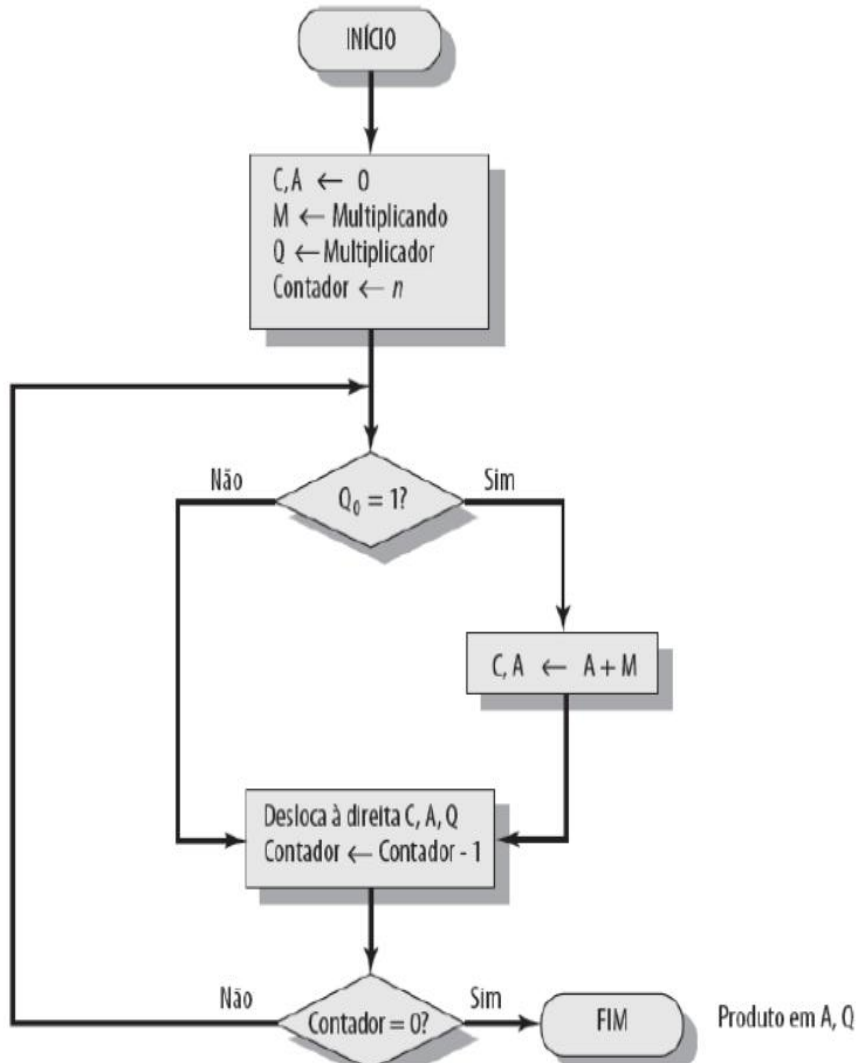 INÍCIO
C, A ← 0
M ← Multiplicando
Q ← Multiplicador
Contador ← n
Não
Q₀ = 1?
Sim
C, A ← A + M
Desloca à direita C, A, Q
Contador ← Contador - 1
Não
Contador = 0?
Sim
FIM
Produto em A, Q